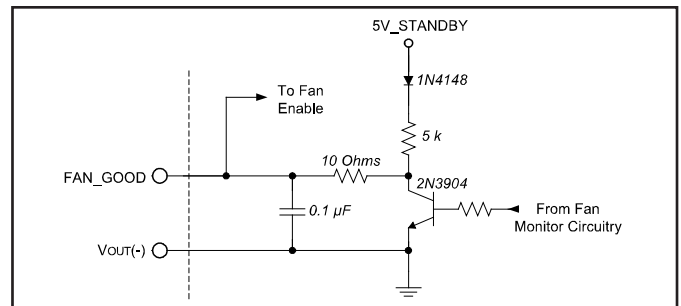 5V_STANDBY
1N4148
To Fan
Enable
5 k
10 Ohms
FAN_GOOD
2N3904
0.1 µF
From Fan
Monitor Circuitry
VOUT(-)